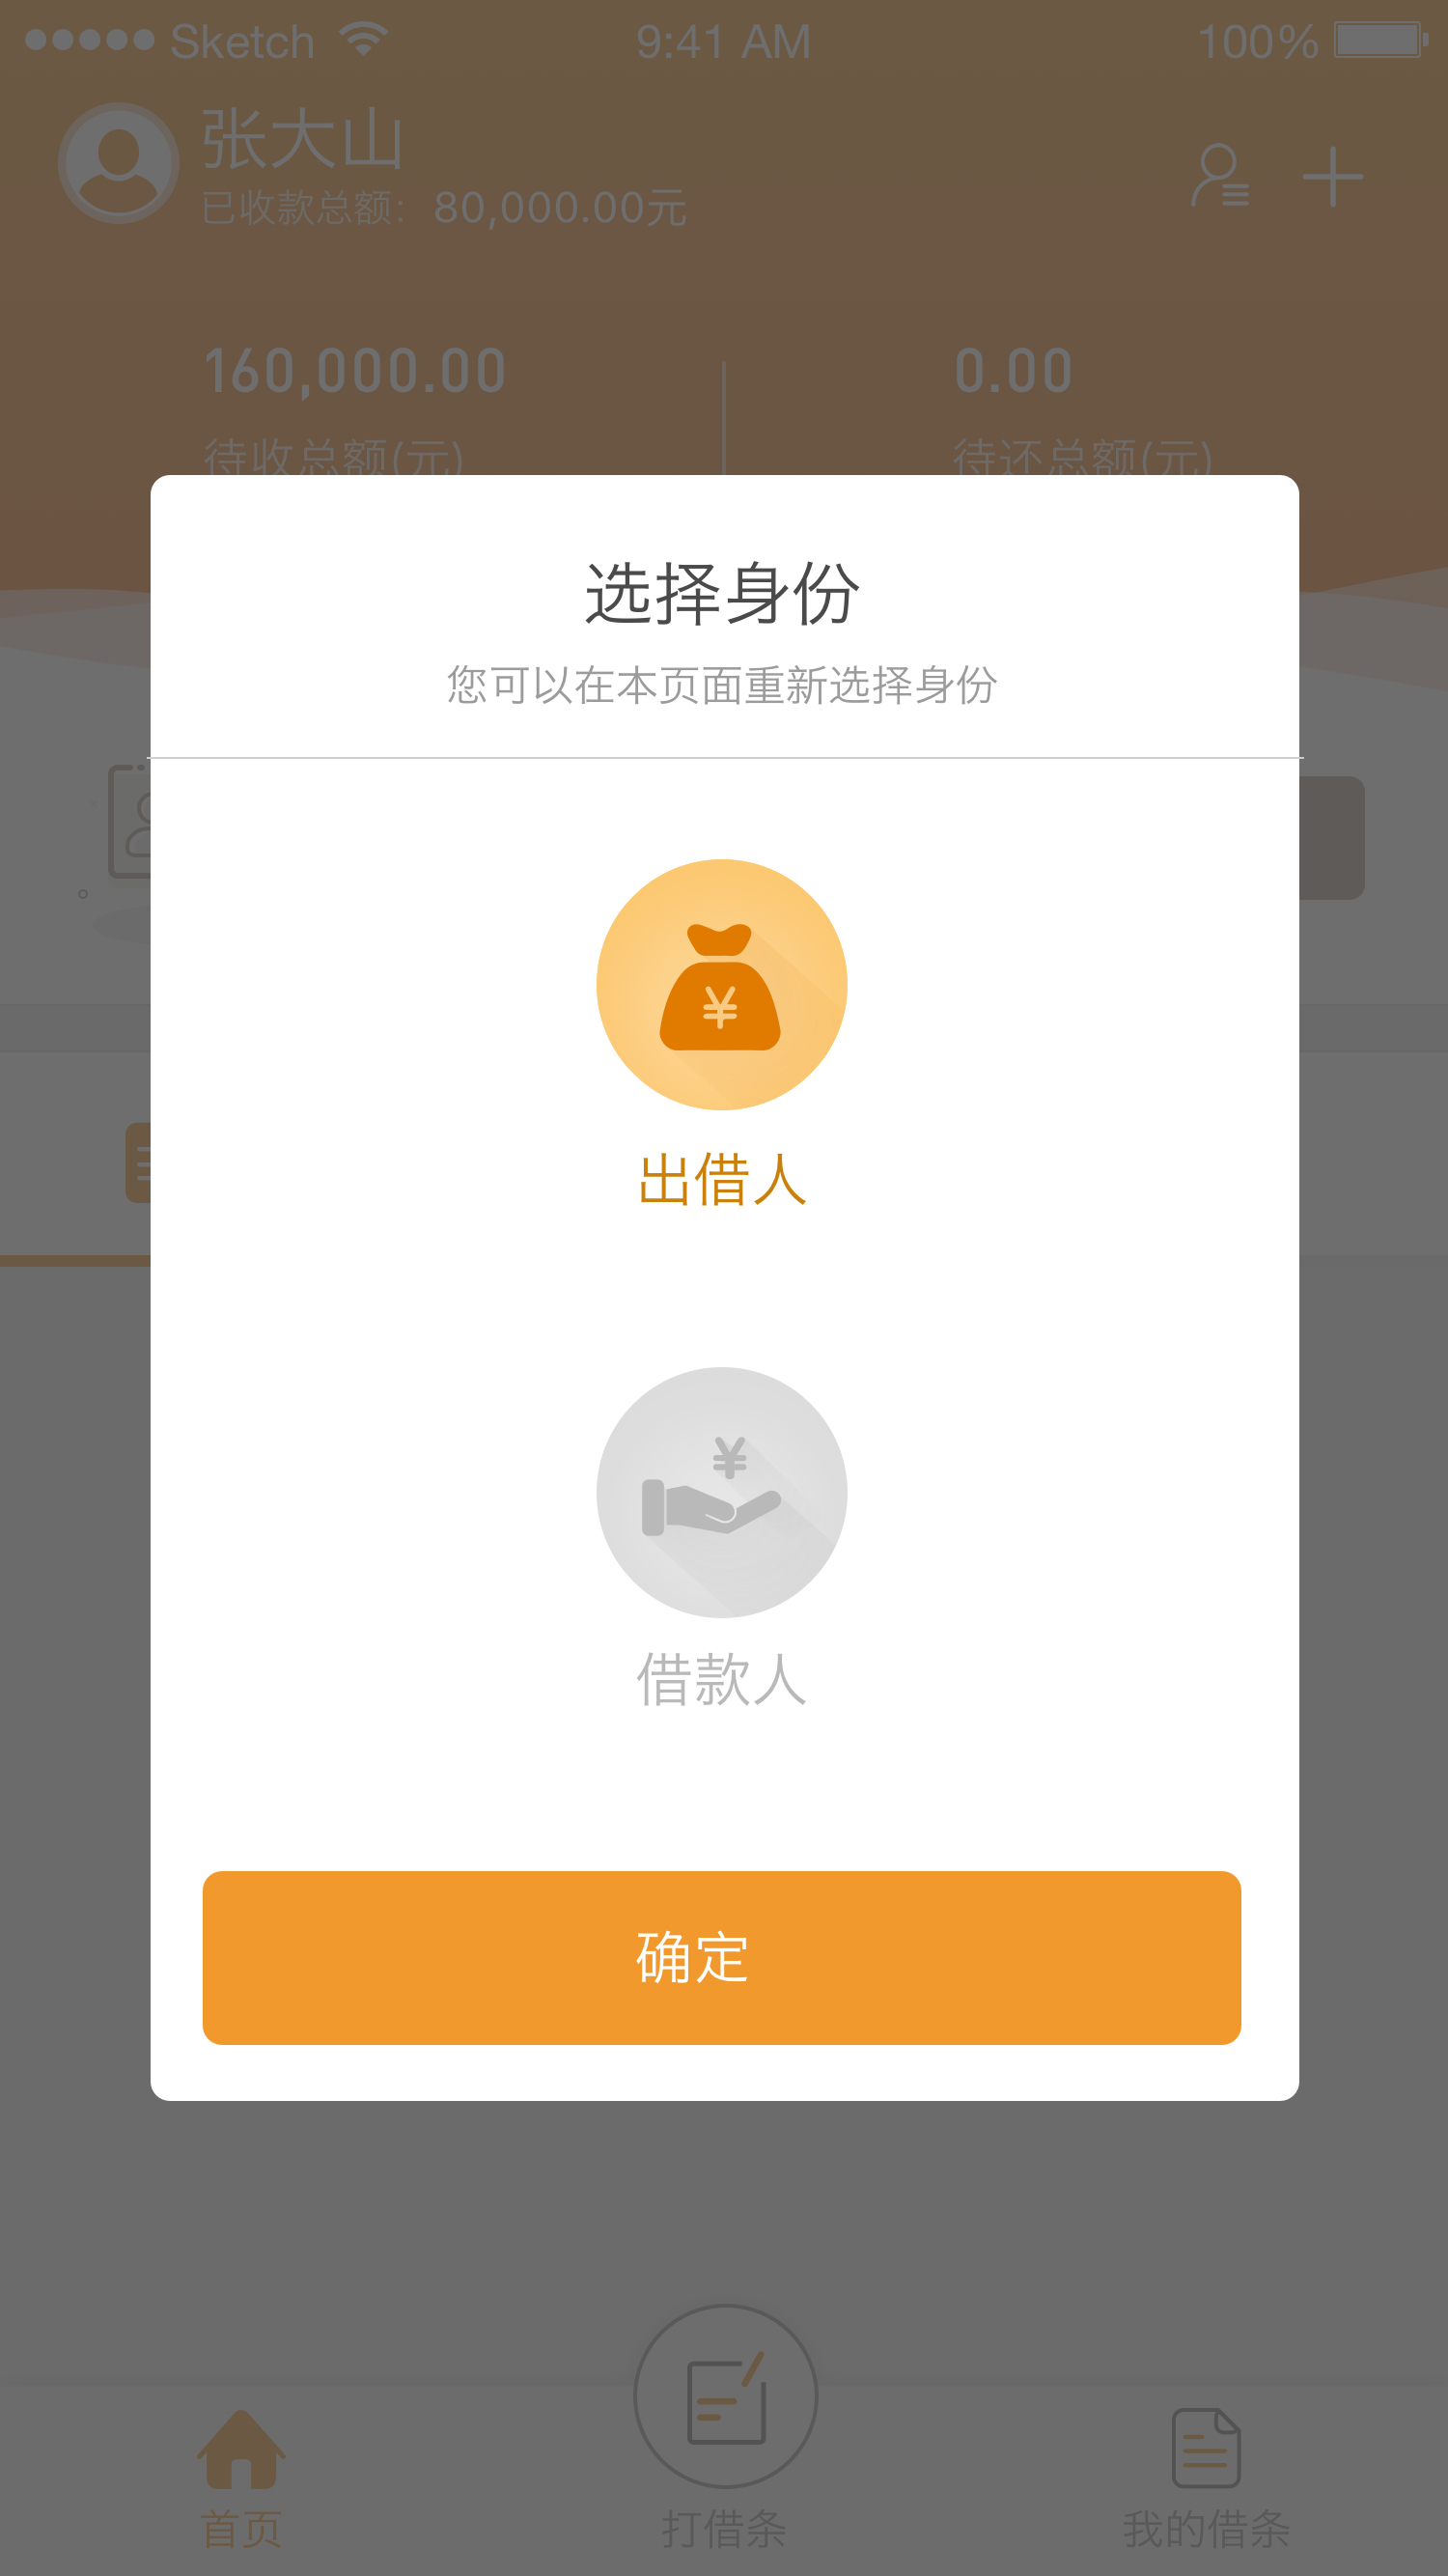 Sketch 9:41 AM 100%
张大山
已收款总额: 80,000.00元
160,000.00 0.00
待收总额(元) 待还总额(元)
选择身份
您可以在本页面重新选择身份
¥
出借人
¥
借款人
确定
首页 打借条 我的借条